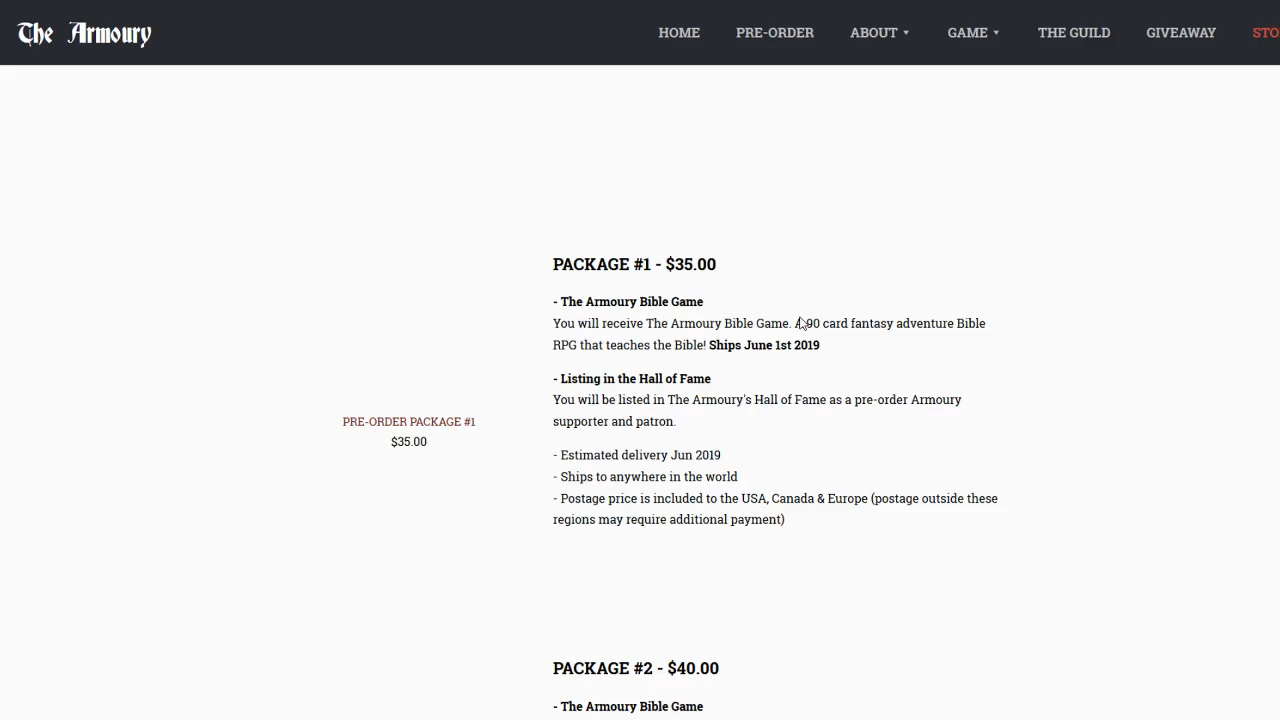 The Armoury
HOME PRE-ORDER ABOUT ▼ GAME ▼ THE GUILD GIVEAWAY STO
PACKAGE #1 - $35.00
- The Armoury Bible Game
You will receive The Armoury Bible Game. A 90 card fantasy adventure Bible
RPG that teaches the Bible! Ships June 1st 2019
- Listing in the Hall of Fame
You will be listed in The Armoury's Hall of Fame as a pre-order Armoury
supporter and patron.
PRE-ORDER PACKAGE #1
$35.00
- Estimated delivery Jun 2019
- Ships to anywhere in the world
- Postage price is included to the USA, Canada & Europe (postage outside these
regions may require additional payment)
PACKAGE #2 - $40.00
- The Armoury Bible Game